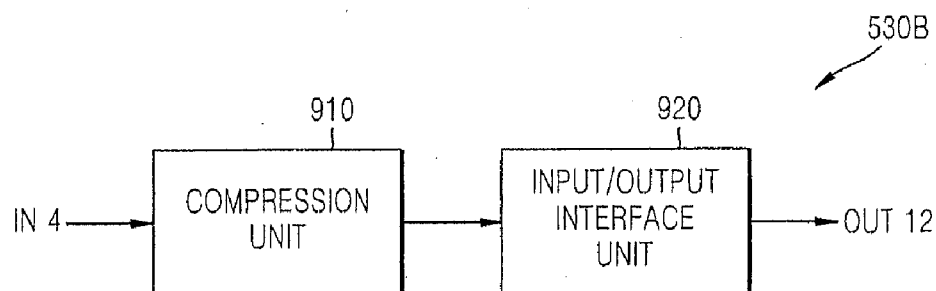 530B
910
920
IN 4
COMPRESSION
UNIT
INPUT/OUTPUT
INTERFACE
UNIT
OUT 12